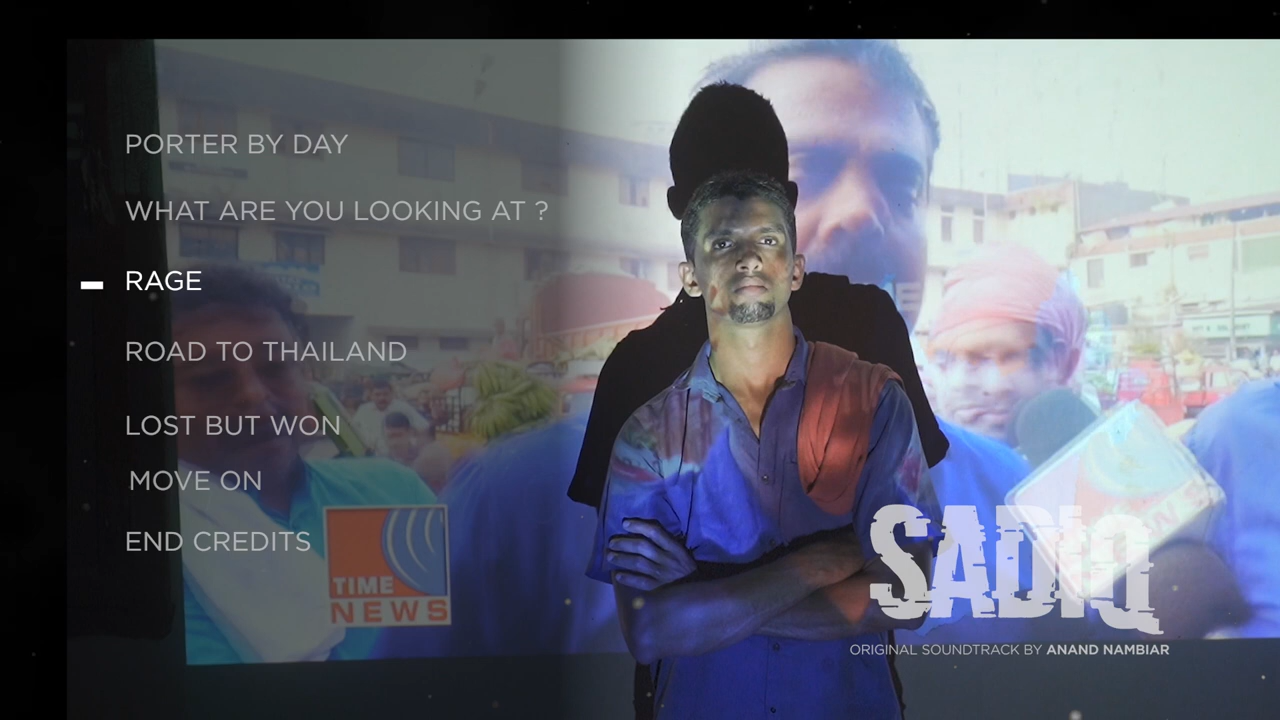 PORTER BY DAY
WHAT ARE YOU LOOKING AT ?
RAGE
ROAD TO THAILAND
LOST BUT WON
MOVE ON
END CREDITS
TIME
NEWS
SADIQ
ORIGINAL SOUNDTRACK BY ANAND NAMBIAR